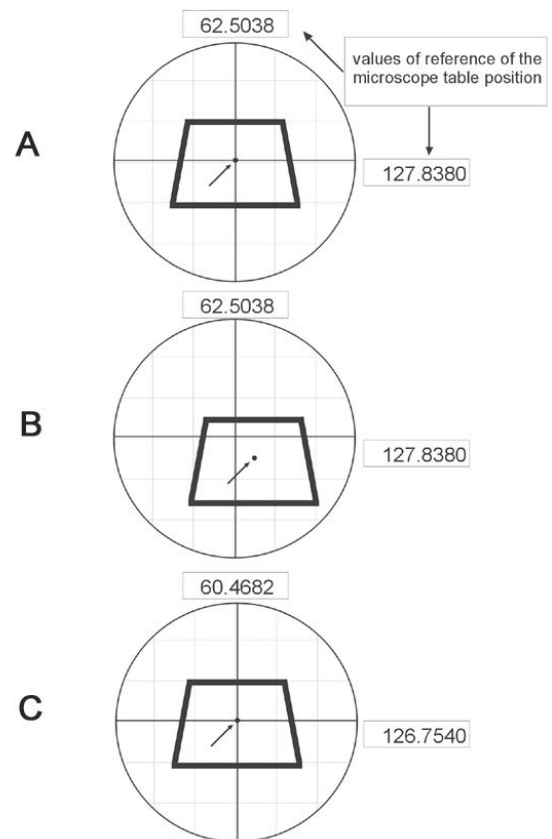 62.5038
values of reference of the
microscope table position
A
127.8380
62.5038
B
127.8380
60.4682
C
126.7540